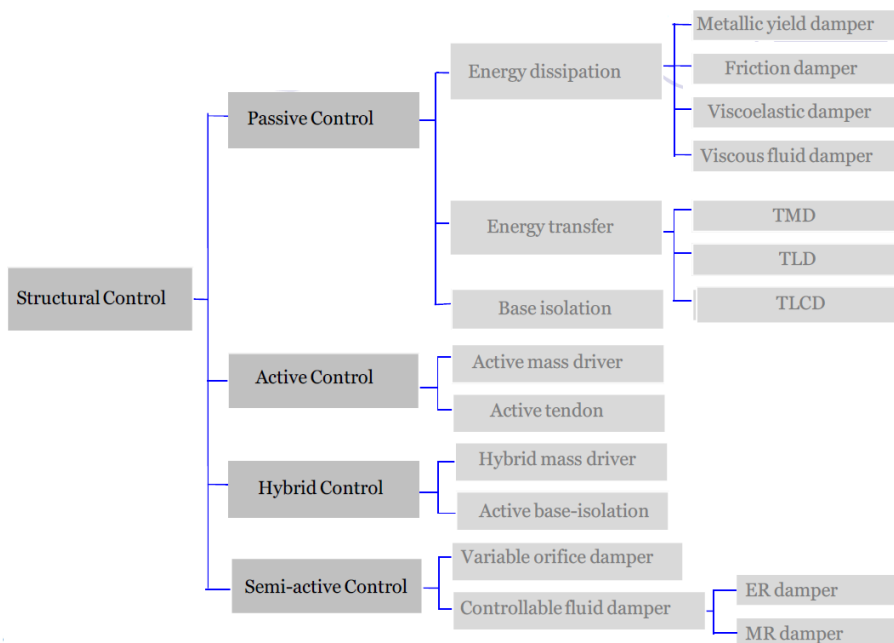 Structural Control
Passive Control
Energy dissipation
Metallic yield damper
Friction damper
Viscoelastic damper
Viscous fluid damper
Energy transfer
TMD
TLD
TLCD
Base isolation
Active Control
Active mass driver
Active tendon
Hybrid Control
Hybrid mass driver
Active base-isolation
Semi-active Control
Variable orifice damper
Controllable fluid damper
ER damper
MR damper